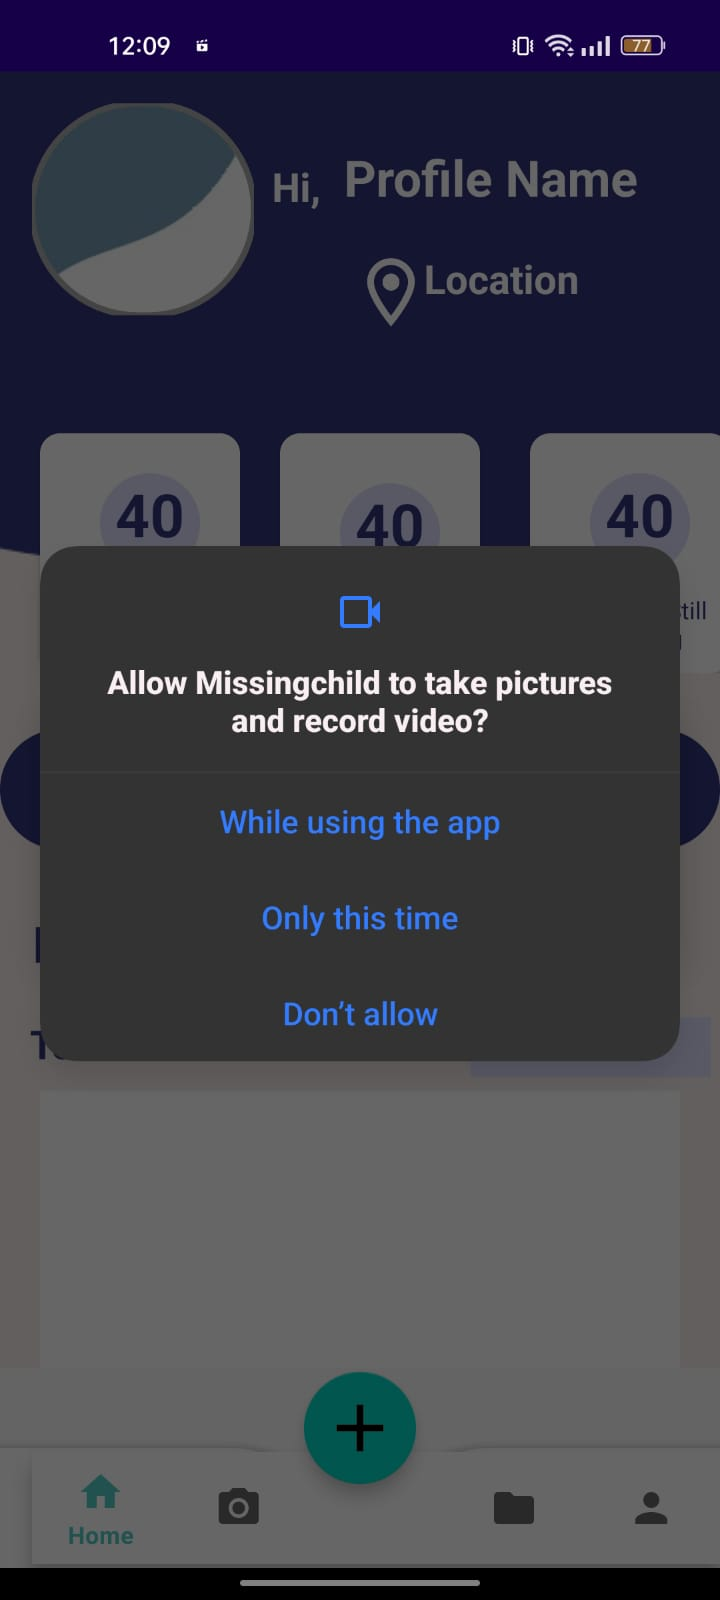 12:09
77
Hi, Profile Name
Location
40 40 40
till
Allow Missingchild to take pictures
and record video?
While using the app
Only this time
Don't allow
Home